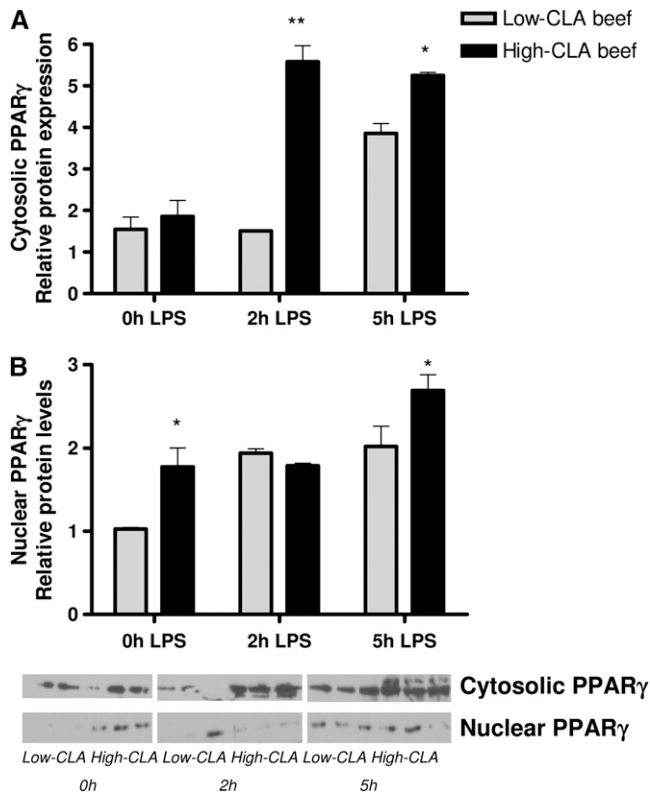 A
Low-CLA beef
High-CLA beef
Cytosolic PPARγ
Relative protein expression
6
5
4
3
2
1
0
**
*
0h LPS 2h LPS 5h LPS
B
Nuclear PPARγ
Relative protein levels
3
2
1
0
*
*
0h LPS 2h LPS 5h LPS
Cytosolic PPARγ
Nuclear PPARγ
Low-CLA High-CLA Low-CLA High-CLA Low-CLA High-CLA
0h 2h 5h